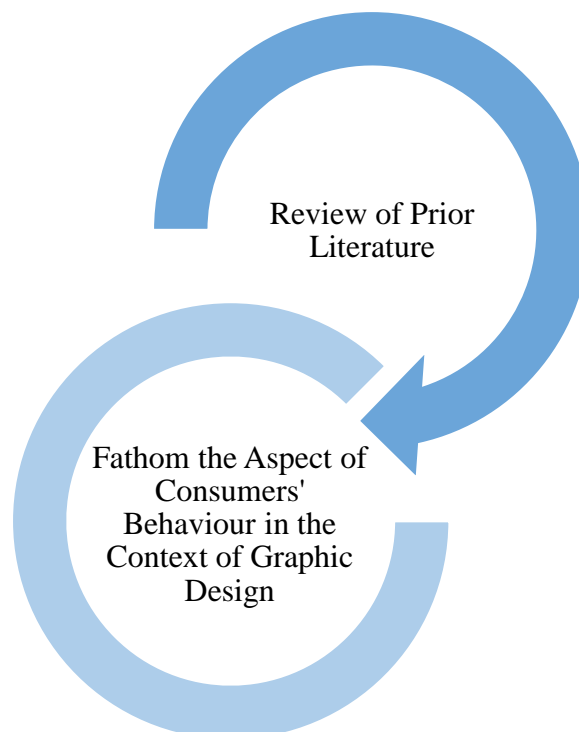 Review of Prior
Literature
Fathom the Aspect of
Consumers'
Behaviour in the
Context of Graphic
Design